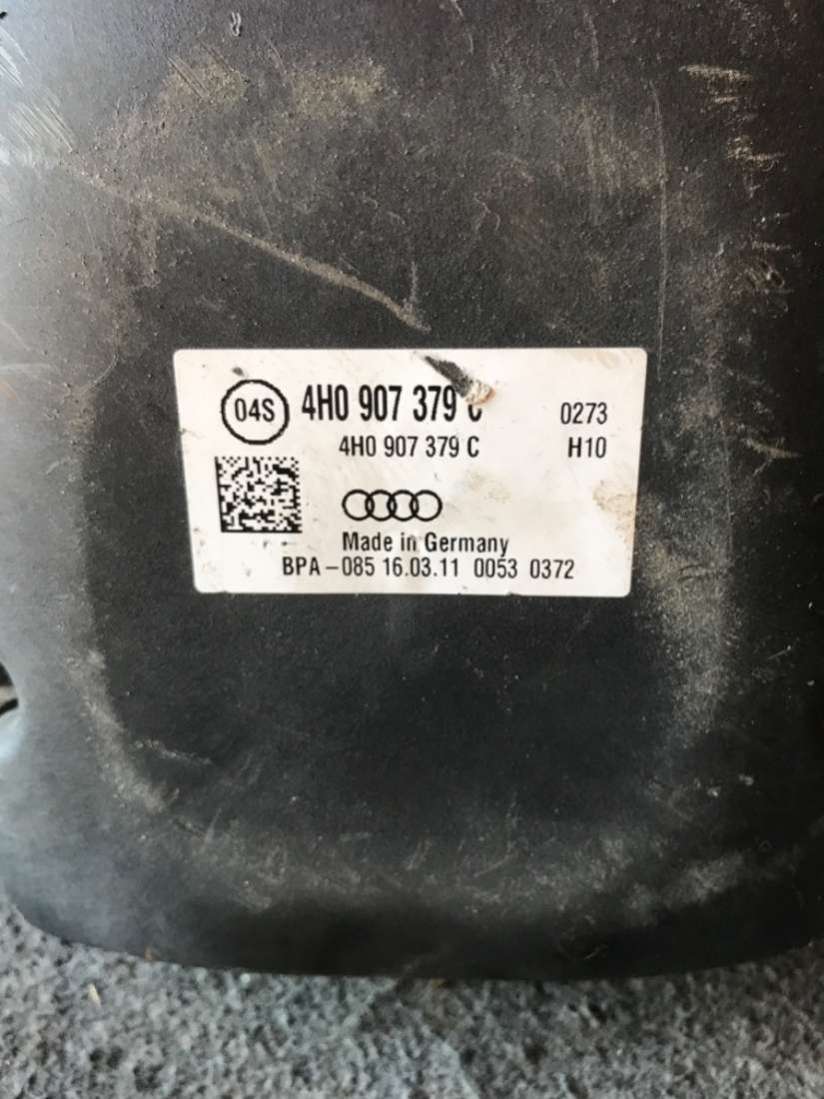 04S 4H0 907 379 C 0273
4H0 907 379 C H10
Made in Germany
BPA-085 16.03.11 0053 0372